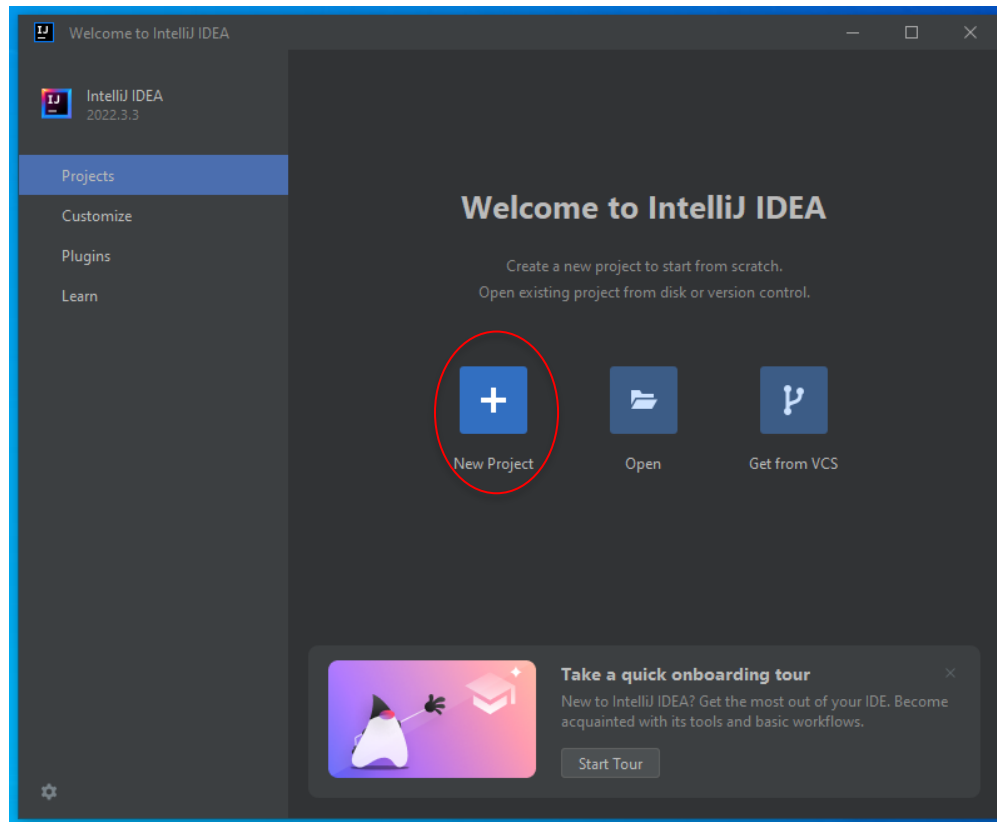 IJ Welcome to IntelliJ IDEA
IJ IntelliJ IDEA
2022.3.3
Projects
Customize
Plugins
Learn
Welcome to IntelliJ IDEA
Create a new project to start from scratch.
Open existing project from disk or version control.
New Project
Open
Get from VCS
Take a quick onboarding tour
New to IntelliJ IDEA? Get the most out of your IDE. Become
acquainted with its tools and basic workflows.
Start Tour